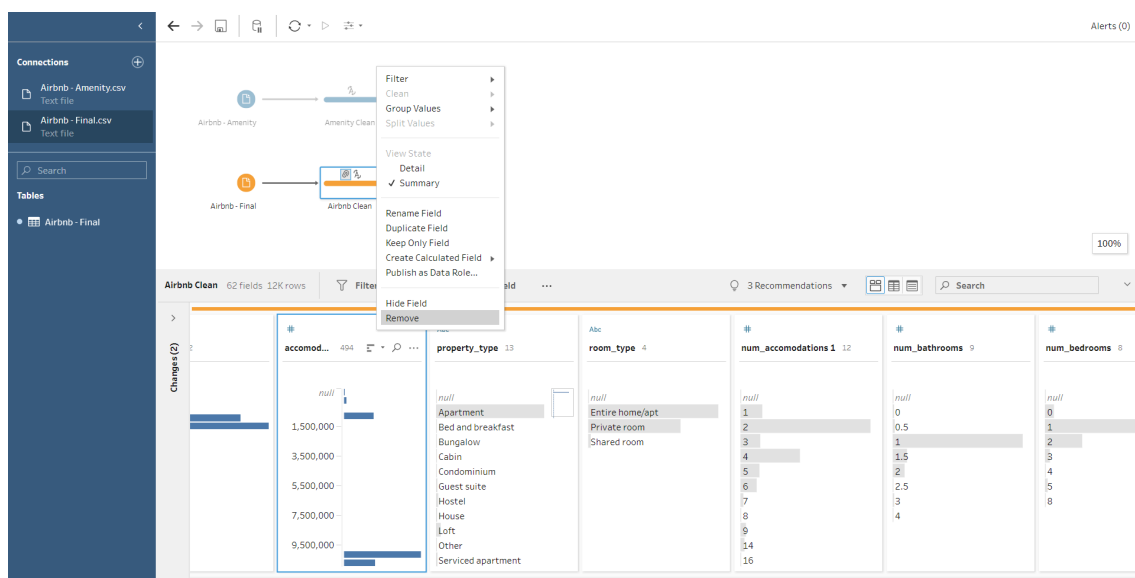 Alerts (0)
Connections
Airbnb - Amenity.csv
Text file
Airbnb - Final.csv
Text file
Search
Tables
Airbnb - Final
Airbnb - Amenity
Amenity Clean
Airbnb - Final
Airbnb Clean
Filter
Clean
Group Values
Split Values
View State
Detail
✓ Summary
Rename Field
Duplicate Field
Keep Only Field
Create Calculated Field
Publish as Data Role...
Hide Field
Remove
100%
Airbnb Clean 62 fields 12K rows
Filter
eld
...
3 Recommendations
Search
Changes (2)
2
#
accomod... 494 ...
null
1,500,000
3,500,000
5,500,000
7,500,000
9,500,000
Abc
property_type 13
null
Apartment
Bed and breakfast
Bungalow
Cabin
Condominium
Guest suite
Hostel
House
Loft
Other
Serviced apartment
Abc
room_type 4
null
Entire home/apt
Private room
Shared room
#
num_accomodations 1 12
null
1
2
3
4
5
6
7
8
9
14
16
#
num_bathrooms 9
null
0
0.5
1
1.5
2
2.5
3
4
#
num_bedrooms 8
null
0
1
2
3
4
5
8